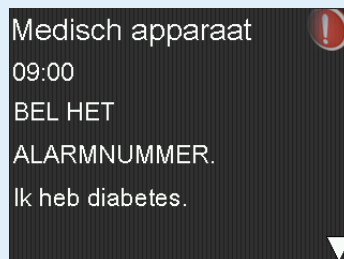 Medisch apparaat
09:00
BEL HET
ALARMNUMMER.
Ik heb diabetes.